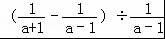 (1/(a+1) - 1/(a-1)) ÷ 1/(a-1)